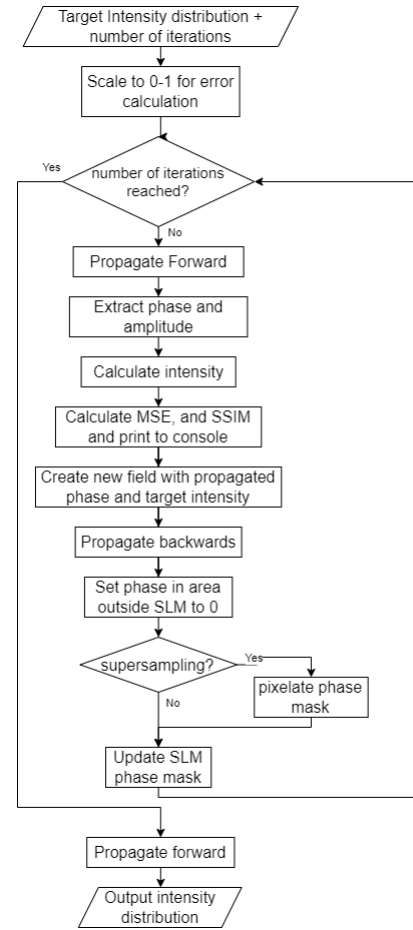 Target Intensity distribution +
number of iterations
Scale to 0-1 for error
calculation
number of iterations
reached?
Yes
No
Propagate Forward
Extract phase and
amplitude
Calculate intensity
Calculate MSE, and SSIM
and print to console
Create new field with propagated
phase and target intensity
Propagate backwards
Set phase in area
outside SLM to 0
supersampling?
Yes
pixelate phase
mask
No
Update SLM
phase mask
Propagate forward
Output intensity
distribution